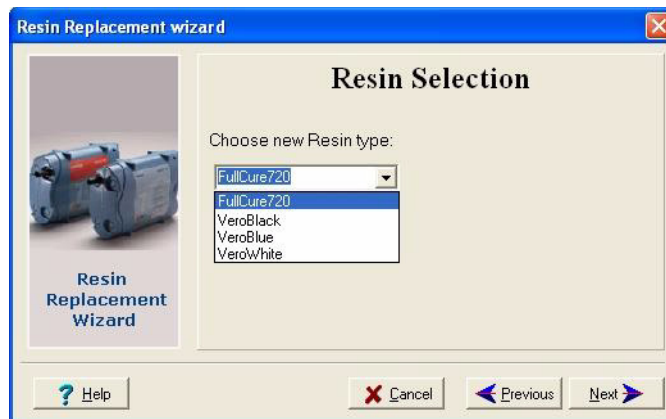 Resin Replacement wizard
Resin Selection
Choose new Resin type:
FullCure720
FullCure720
VeroBlack
VeroBlue
VeroWhite
Resin
Replacement
Wizard
Help
Cancel
Previous
Next